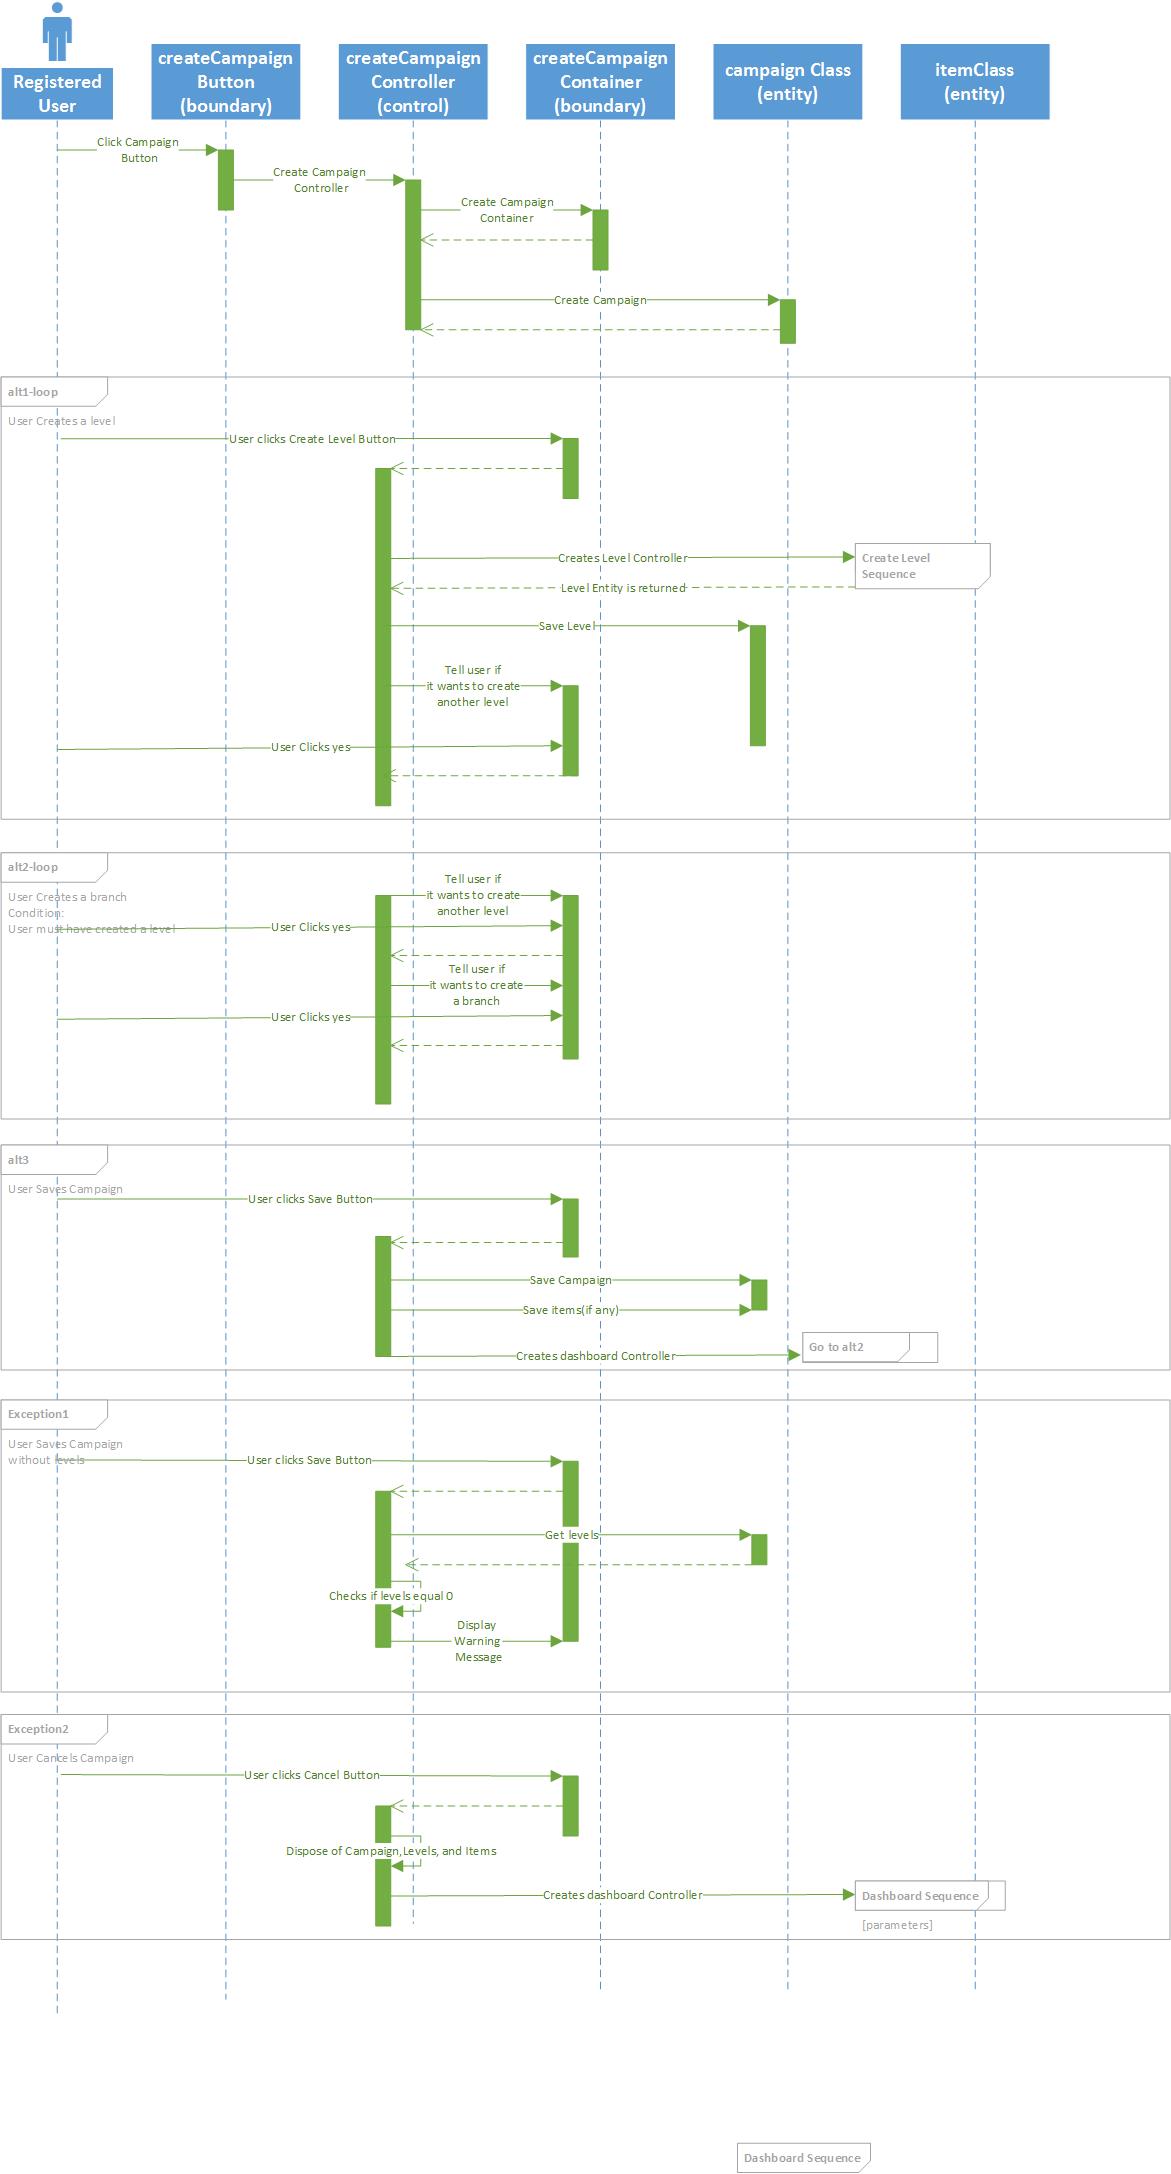 Registered
User
createCampaign
Button
(boundary)
createCampaign
Controller
(control)
createCampaign
Container
(boundary)
campaign Class
(entity)
itemClass
(entity)
Click Campaign
Button
Create Campaign
Controller
Create Campaign
Container
Create Campaign
alt1-loop
User Creates a level
User clicks Create Level Button
Creates Level Controller
Create Level
Sequence
Level Entity is returned
Save Level
Tell user if
it wants to create
another level
User Clicks yes
alt2-loop
User Creates a branch
Condition:
User must have created a level
Tell user if
it wants to create
another level
User Clicks yes
Tell user if
it wants to create
a branch
User Clicks yes
alt3
User Saves Campaign
User clicks Save Button
Save Campaign
Save items(if any)
Creates dashboard Controller
Go to alt2
Exception1
User Saves Campaign
without levels
User clicks Save Button
Get levels
Checks if levels equal 0
Display
Warning
Message
Exception2
User Cancels Campaign
User clicks Cancel Button
Dispose of Campaign,Levels, and Items
Creates dashboard Controller
Dashboard Sequence
[parameters]
Dashboard Sequence